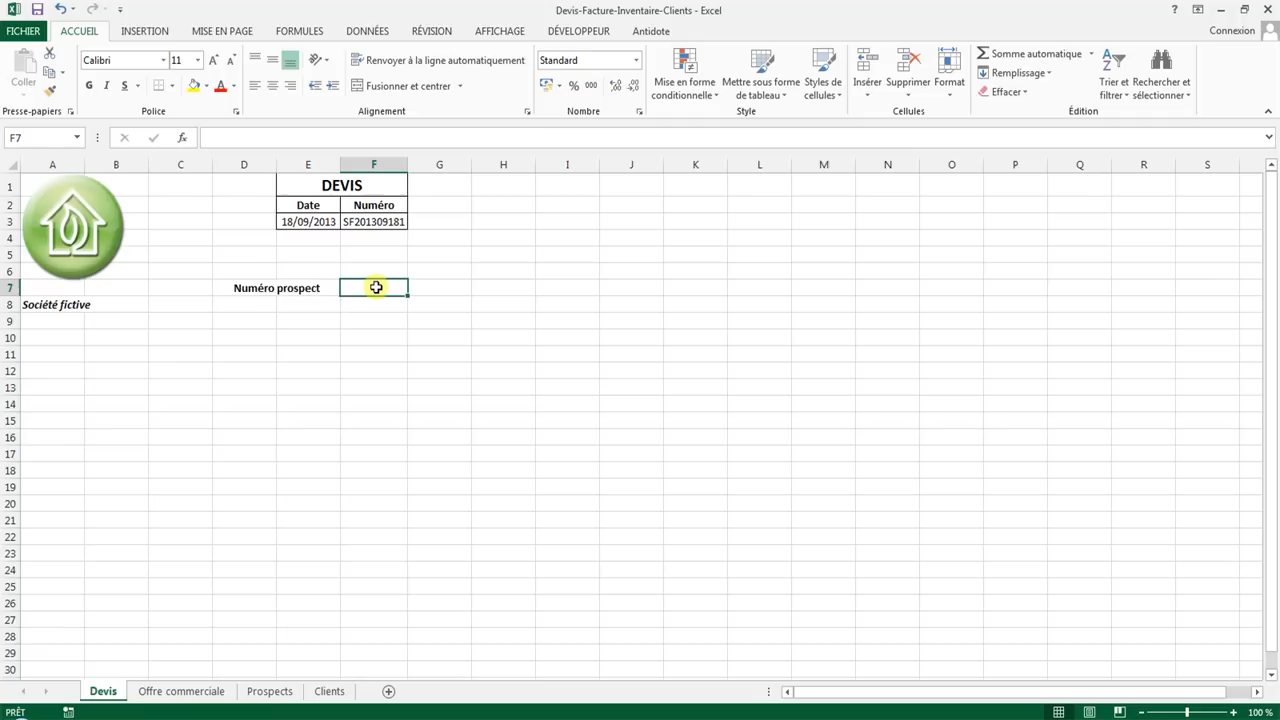 Devis-Facture-Inventaire-Clients - Excel
?
FICHIER ACCUEIL INSERTION MISE EN PAGE FORMULES DONNÉES RÉVISION AFFICHAGE DÉVELOPPEUR Antidote Connexion
Coller
Calibri 11
Renvoyer à la ligne automatiquement
Standard
Mise en forme conditionnelle
Mettre sous forme de tableau
Styles de cellules
Insérer Supprimer Format
Somme automatique
Remplissage
Effacer
Trier et filtrer
Rechercher et sélectionner
G I S
Fusionner et centrer
% 000
Presse-papiers Police Alignement Nombre Style Cellules Édition
F7 fx
A B C D E F G H I J K L M N O P Q R S
1 DEVIS
2 Date Numéro
3 18/09/2013 SF201309181
4
5
6
7 Numéro prospect
8 Société fictive
9
10
11
12
13
14
15
16
17
18
19
20
21
22
23
24
25
26
27
28
29
30
Devis Offre commerciale Prospects Clients
PRÊT 100 %